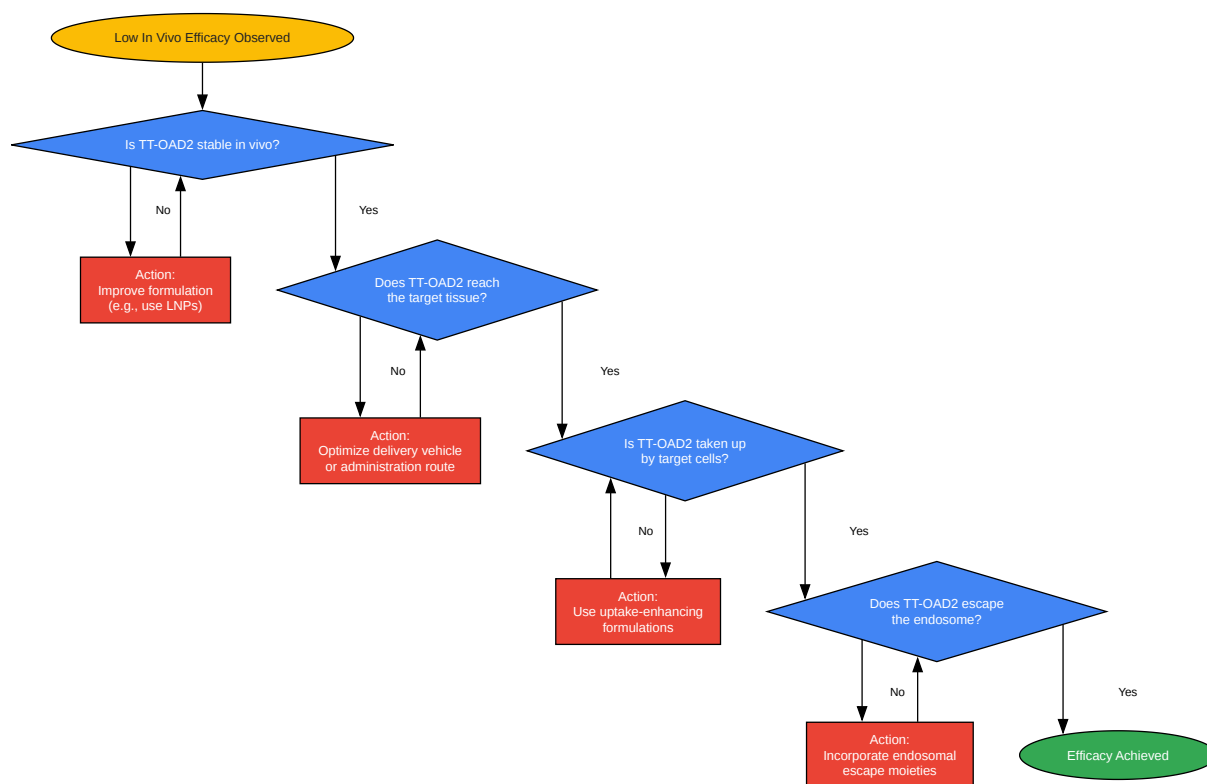 Low In Vivo Efficacy Observed
Is TT-OAD2 stable in vivo?
No
Yes
Action:
Improve formulation
(e.g., use LNPs)
Does TT-OAD2 reach
the target tissue?
No
Yes
Action:
Optimize delivery vehicle
or administration route
Is TT-OAD2 taken up
by target cells?
No
Yes
Action:
Use uptake-enhancing
formulations
Does TT-OAD2 escape
the endosome?
No
Yes
Action:
Incorporate endosomal
escape moieties
Efficacy Achieved